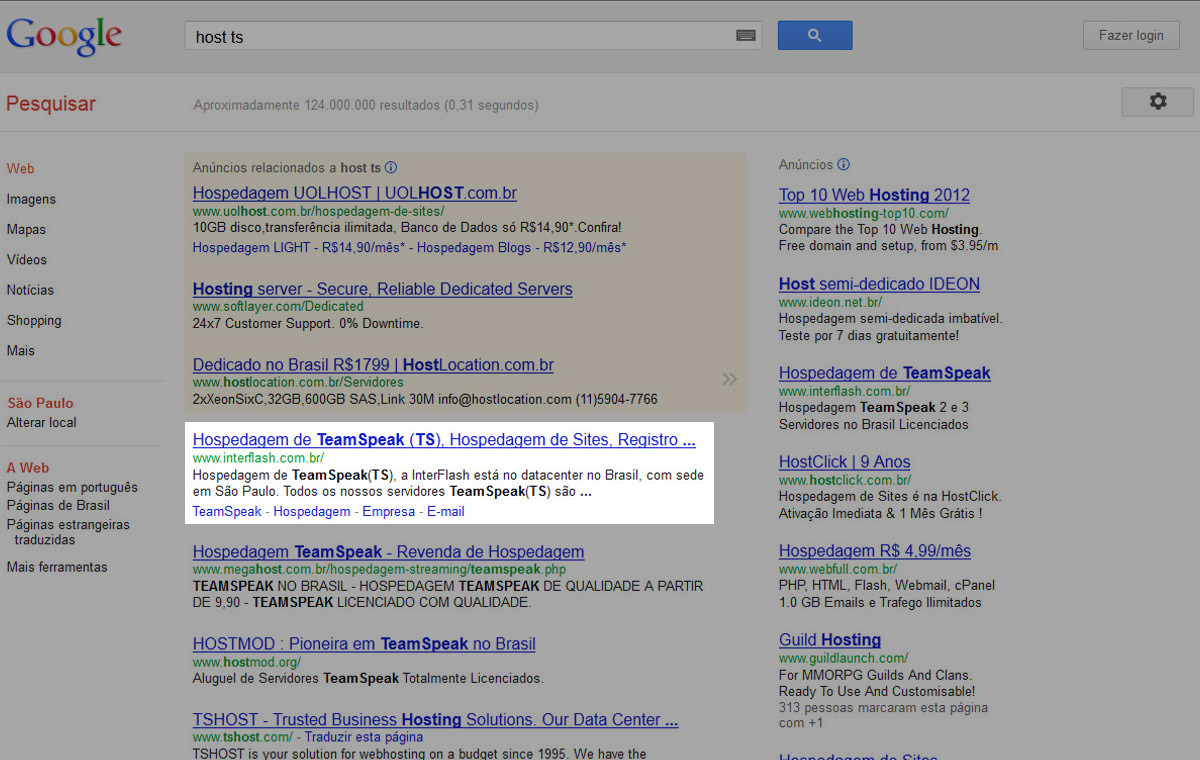 Google
host ts
Fazer login
Pesquisar
Aproximadamente 124.000.000 resultados (0,31 segundos)
Web
Imagens
Mapas
Vídeos
Notícias
Shopping
Mais
São Paulo
Alterar local
A Web
Páginas em português
Páginas de Brasil
Páginas estrangeiras
traduzidas
Mais ferramentas
Anúncios relacionados a host ts
Hospedagem UOLHOST | UOLHOST.com.br
www.uolhost.com.br/hospedagem-de-sites/
10GB disco,transferência ilimitada, Banco de Dados só R$14,90*.Confira!
Hospedagem LIGHT - R$14,90/mês* - Hospedagem Blogs - R$12,90/mês*
Hosting server - Secure, Reliable Dedicated Servers
www.softlayer.com/Dedicated
24x7 Customer Support. 0% Downtime.
Dedicado no Brasil R$1799 | HostLocation.com.br
www.hostlocation.com.br/Servidores
2xXeonSixC,32GB,600GB SAS,Link 30M info@hostlocation.com (11)5904-7766
»
Hospedagem de TeamSpeak (TS), Hospedagem de Sites, Registro ...
www.interflash.com.br/
Hospedagem de TeamSpeak(TS), a InterFlash está no datacenter no Brasil, com sede
em São Paulo. Todos os nossos servidores TeamSpeak(TS) são ...
TeamSpeak - Hospedagem - Empresa - E-mail
Hospedagem TeamSpeak - Revenda de Hospedagem
www.megahost.com.br/hospedagem-streaming/teamspeak.php
TEAMSPEAK NO BRASIL - HOSPEDAGEM TEAMSPEAK DE QUALIDADE A PARTIR
DE 9,90 - TEAMSPEAK LICENCIADO COM QUALIDADE.
HOSTMOD : Pioneira em TeamSpeak no Brasil
www.hostmod.org/
Aluguel de Servidores TeamSpeak Totalmente Licenciados.
TSHOST - Trusted Business Hosting Solutions. Our Data Center ...
www.tshost.com/ - Traduzir esta página
TSHOST is your solution for webhosting on a budget since 1995. We have the
Anúncios
Top 10 Web Hosting 2012
www.webhosting-top10.com/
Compare the Top 10 Web Hosting.
Free domain and setup, from $3.95/m
Host semi-dedicado IDEON
www.ideon.net.br/
Hospedagem semi-dedicada imbatível.
Teste por 7 dias gratuitamente!
Hospedagem de TeamSpeak
www.interflash.com.br/
Hospedagem TeamSpeak 2 e 3
Servidores no Brasil Licenciados
HostClick | 9 Anos
www.hostclick.com.br/
Hospedagem de Sites é na HostClick.
Ativação Imediata & 1 Mês Grátis !
Hospedagem R$ 4,99/mês
www.webfull.com.br/
PHP, HTML, Flash, Webmail, cPanel
1.0 GB Emails e Trafego Ilimitados
Guild Hosting
www.guildlaunch.com/
For MMORPG Guilds And Clans.
Ready To Use And Customisable!
313 pessoas marcaram esta página
com +1
Hospedagem de Sites